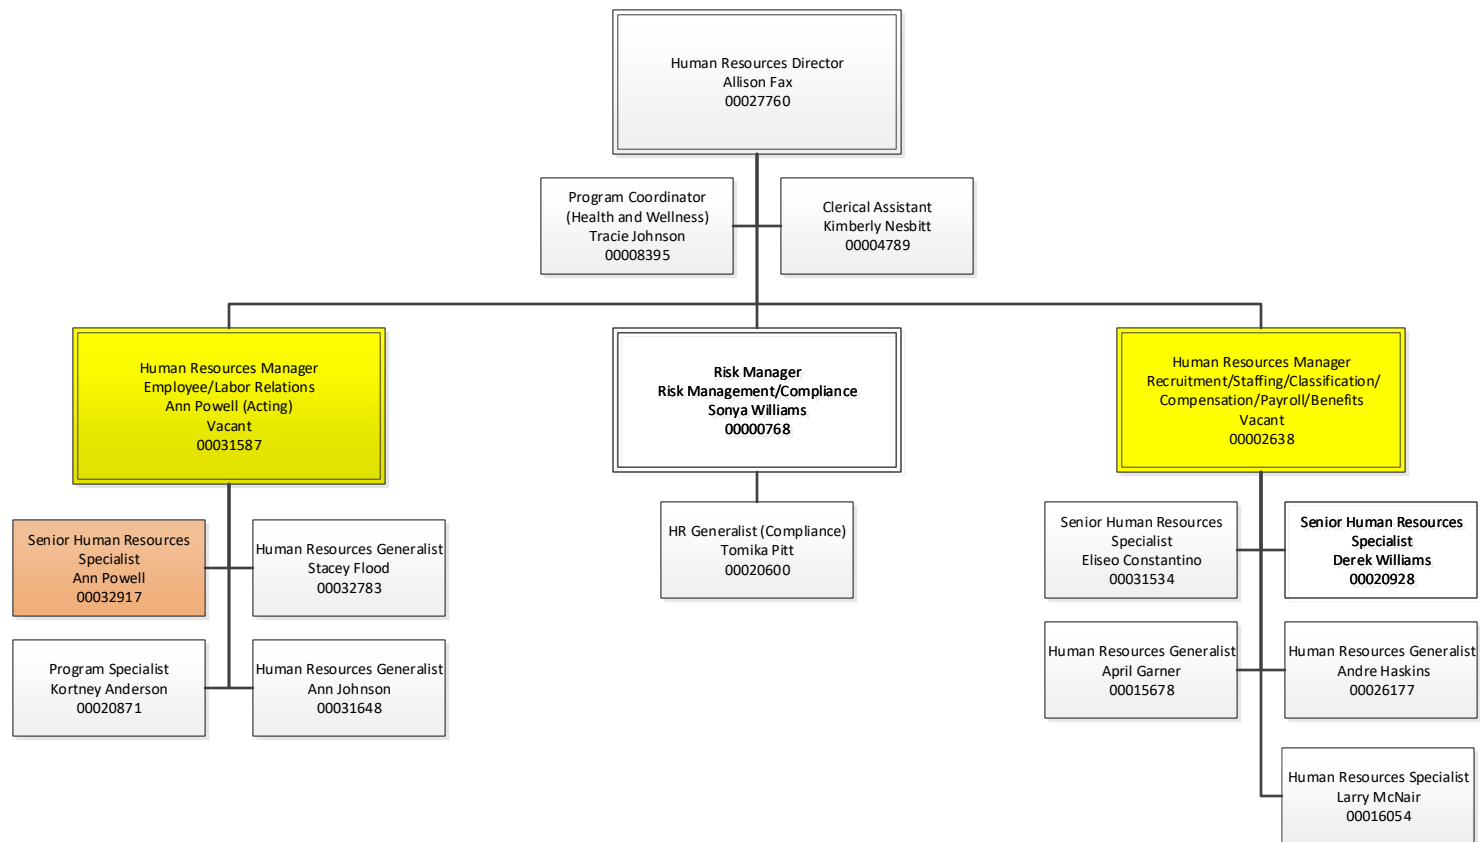 Human Resources Director
Allison Fax
00027760
Program Coordinator
(Health and Wellness)
Tracie Johnson
00008395
Clerical Assistant
Kimberly Nesbitt
00004789
Human Resources Manager
Employee/Labor Relations
Ann Powell (Acting)
Vacant
00031587
Risk Manager
Risk Management/Compliance
Sonya Williams
00000768
Human Resources Manager
Recruitment/Staffing/Classification/
Compensation/Payroll/Benefits
Vacant
00002638
Senior Human Resources
Specialist
Ann Powell
00032917
Human Resources Generalist
Stacey Flood
00032783
Program Specialist
Kortney Anderson
00020871
Human Resources Generalist
Ann Johnson
00031648
HR Generalist (Compliance)
Tomika Pitt
00020600
Senior Human Resources
Specialist
Eliseo Constantino
00031534
Senior Human Resources
Specialist
Derek Williams
00020928
Human Resources Generalist
April Garner
00015678
Human Resources Generalist
Andre Haskins
00026177
Human Resources Specialist
Larry McNair
00016054